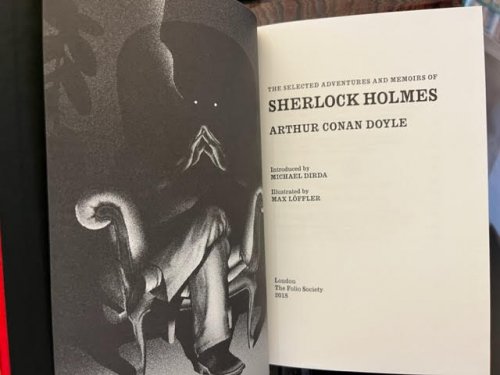 THE SELECTED ADVENTURES AND MEMOIRS OF
SHERLOCK HOLMES
ARTHUR CONAN DOYLE
Introduced by
MICHAEL DIRDA
Illustrated by
MAX LÖFFLER
London
The Folio Society
2018